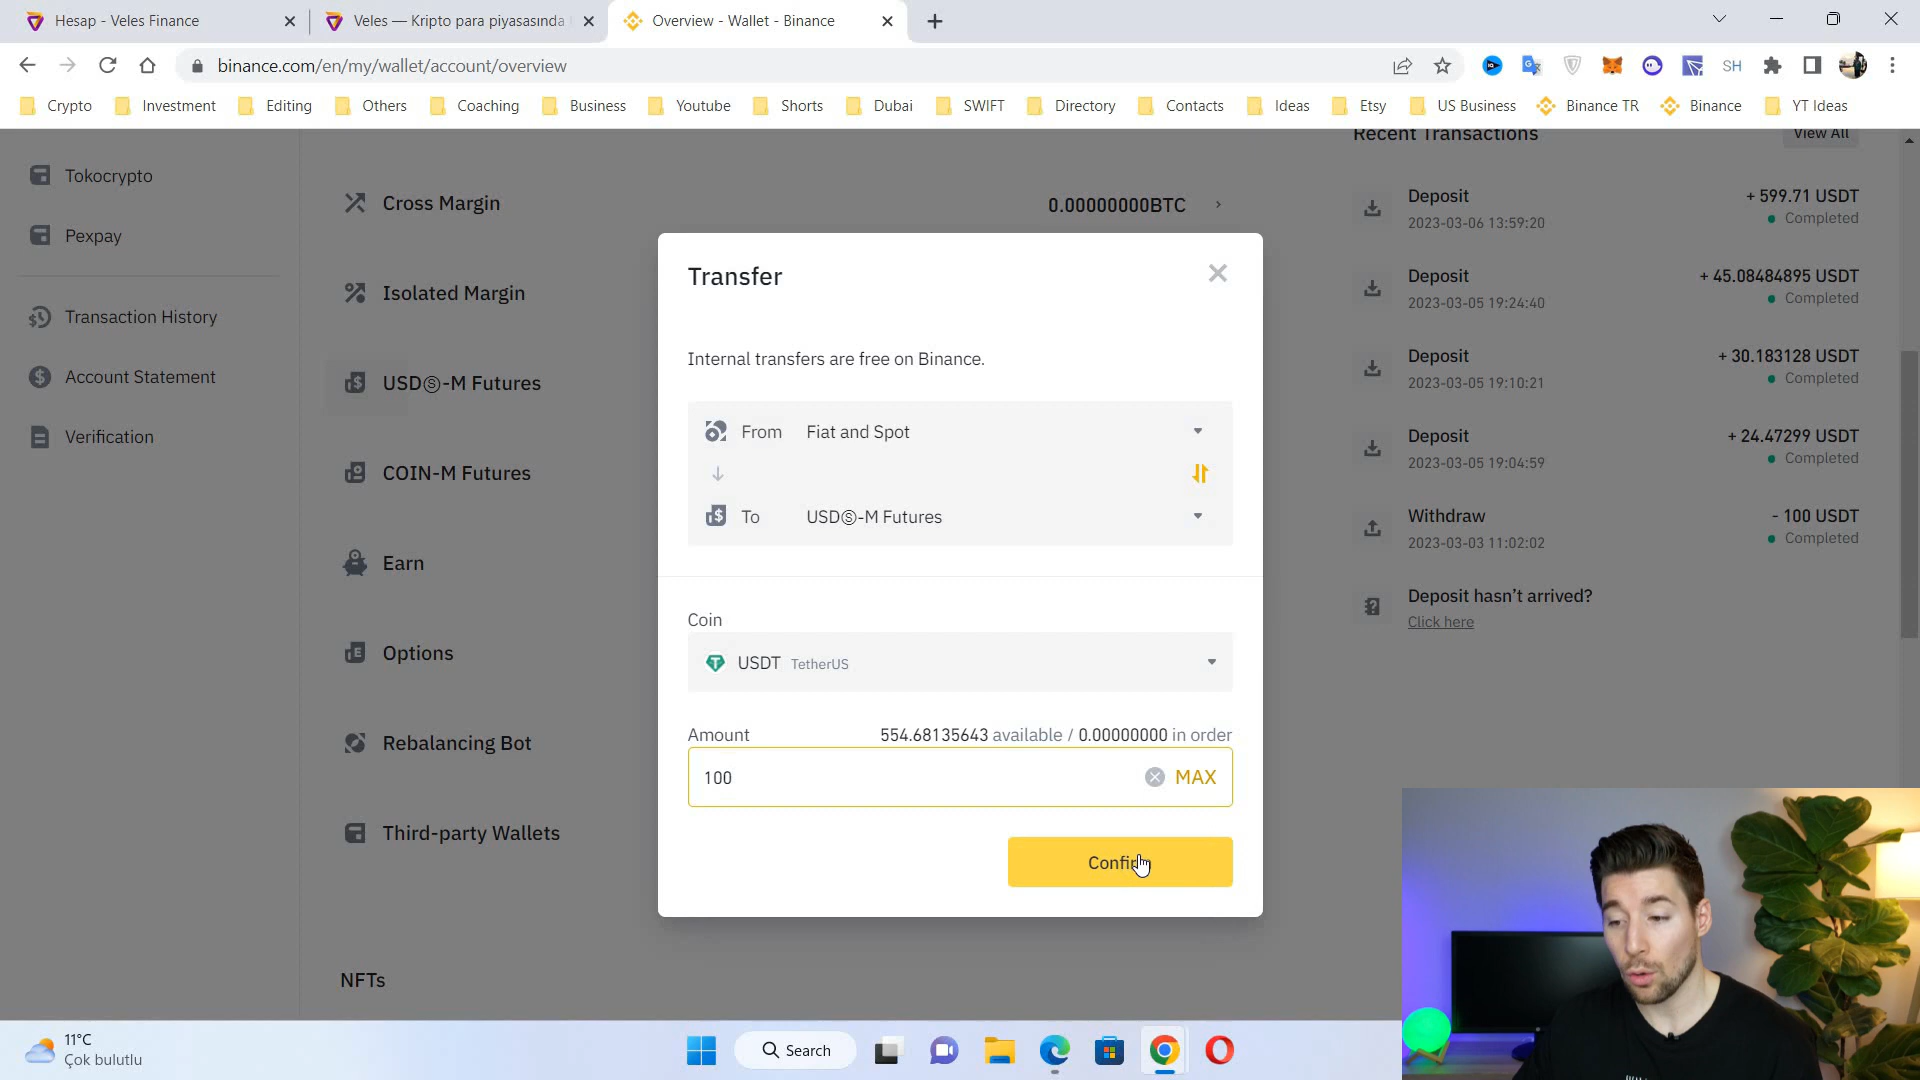 Hesap - Veles Finance
Veles — Kripto para piyasasında
Overview - Wallet - Binance
binance.com/en/my/wallet/account/overview
SH
Crypto
Investment
Editing
Others
Coaching
Business
Youtube
Shorts
Dubai
SWIFT
Directory
Contacts
Ideas
Etsy
US Business
Binance TR
Binance
YT Ideas
Tokocrypto
Pexpay
Transaction History
Account Statement
Verification
Cross Margin
0.00000000BTC
Isolated Margin
USDⓈ-M Futures
COIN-M Futures
Earn
Options
Rebalancing Bot
Third-party Wallets
NFTs
Transfer
Internal transfers are free on Binance.
From Fiat and Spot
To USDⓈ-M Futures
Coin
USDT TetherUS
Amount 554.68135643 available / 0.00000000 in order
100 MAX
Confirm
Recent Transactions View All
Deposit + 599.71 USDT
2023-03-06 13:59:20 Completed
Deposit + 45.08484895 USDT
2023-03-05 19:24:40 Completed
Deposit + 30.183128 USDT
2023-03-05 19:10:21 Completed
Deposit + 24.47299 USDT
2023-03-05 19:04:59 Completed
Withdraw - 100 USDT
2023-03-03 11:02:02 Completed
Deposit hasn't arrived?
Click here
11°C
Çok bulutlu
Search